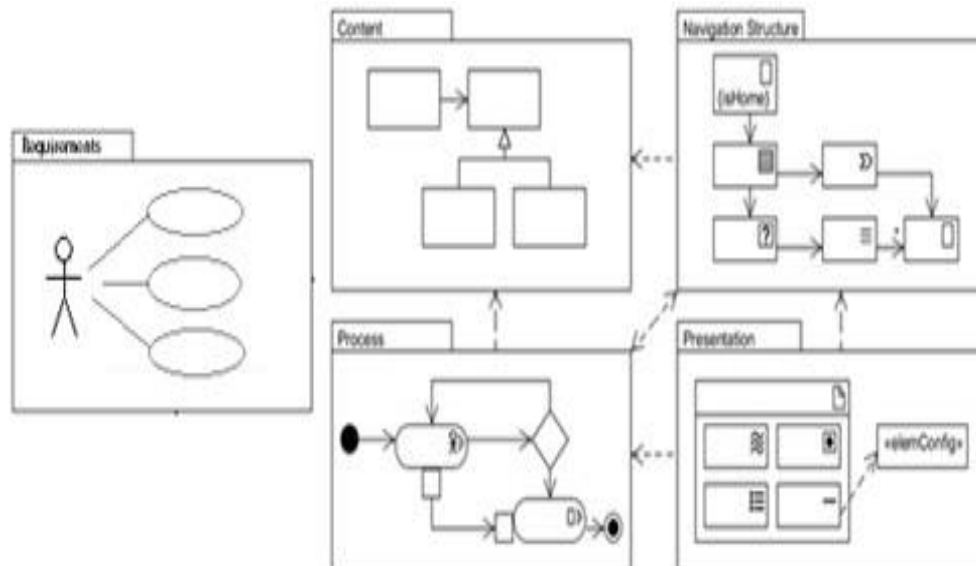 Content
Navigation Structure
{isHome}
Requirements
?
*
Process
Presentation
«elemConfig»